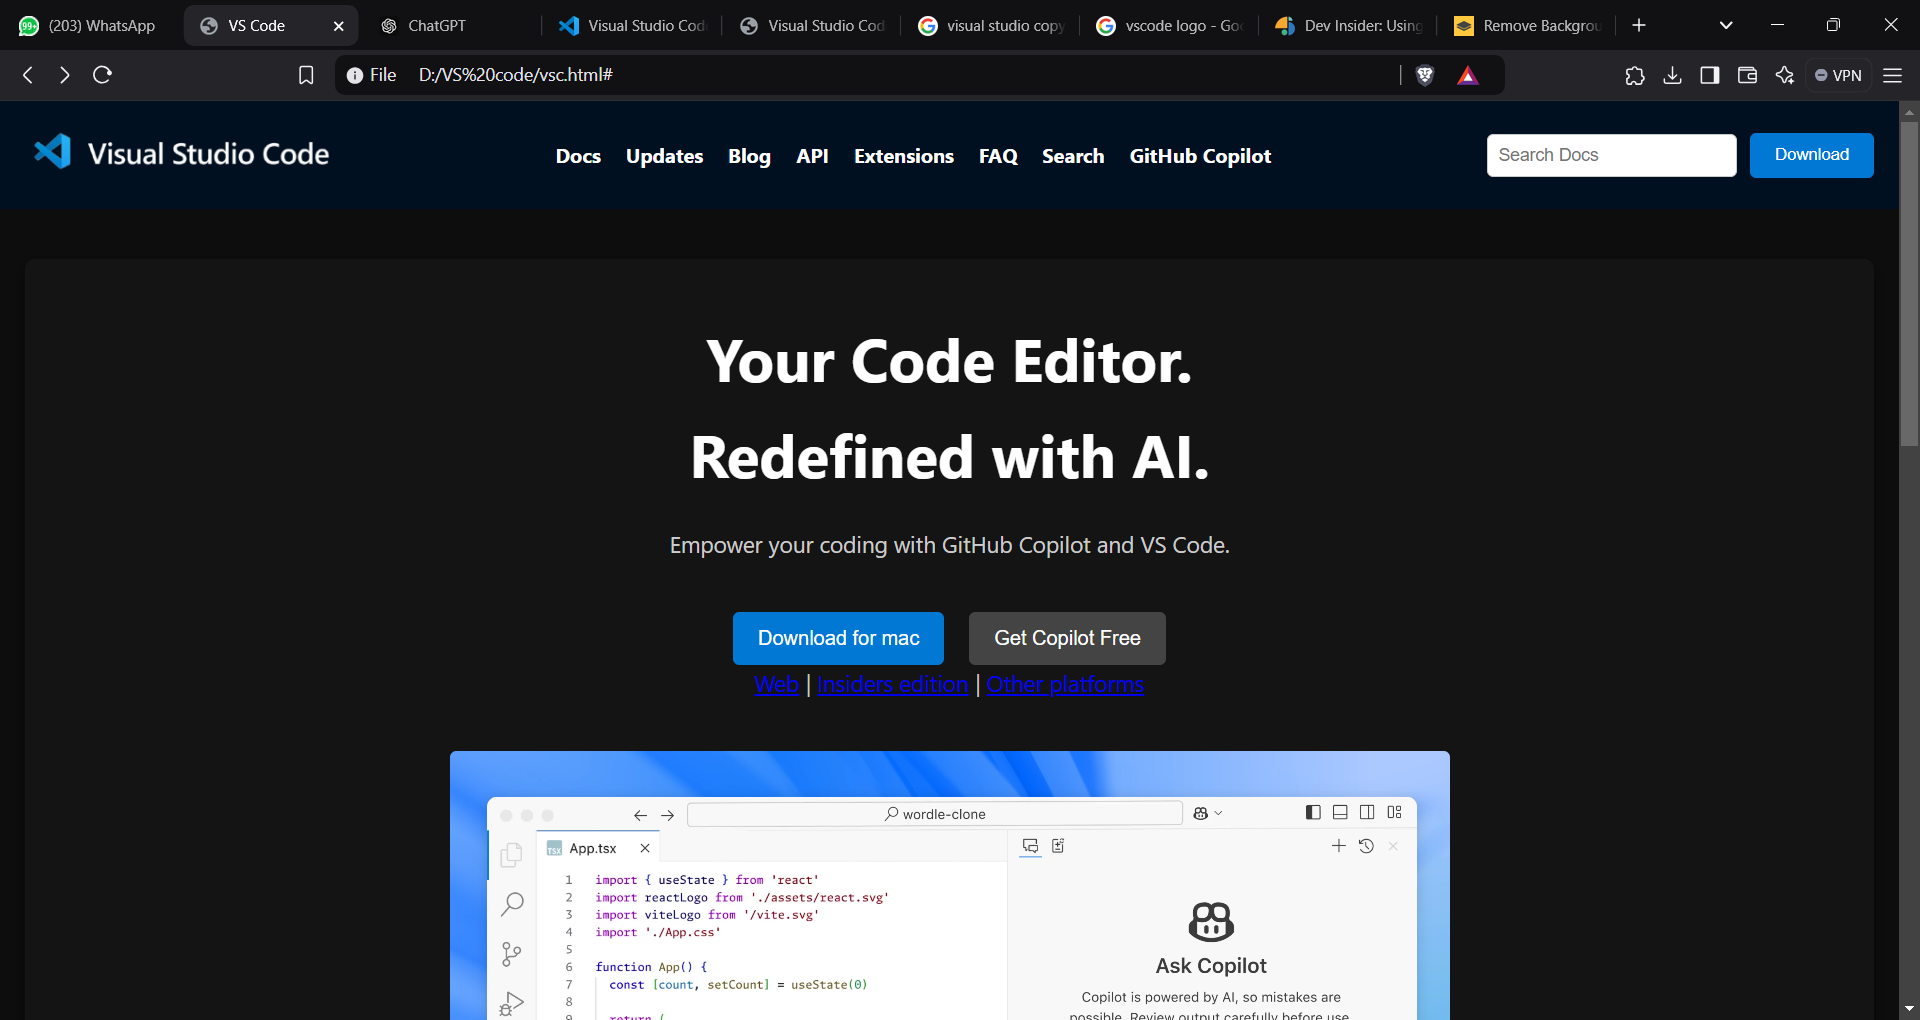 99+ (203) WhatsApp
VS Code
ChatGPT
Visual Studio Cod
Visual Studio Cod
visual studio copy
vscode logo - Go
Dev Insider: Using
Remove Backgrou
File D:/VS%20code/vsc.html#
VPN
Visual Studio Code
Docs Updates Blog API Extensions FAQ Search GitHub Copilot
Search Docs
Download
Your Code Editor.
Redefined with AI.
Empower your coding with GitHub Copilot and VS Code.
Download for mac
Get Copilot Free
Web | Insiders edition | Other platforms
wordle-clone
TSX App.tsx
1 import { useState } from 'react'
2 import reactLogo from './assets/react.svg'
3 import viteLogo from '/vite.svg'
4 import './App.css'
5
6 function App() {
7 const [count, setCount] = useState(0)
8
9 return (
Ask Copilot
Copilot is powered by AI, so mistakes are
possible. Review output carefully before use.